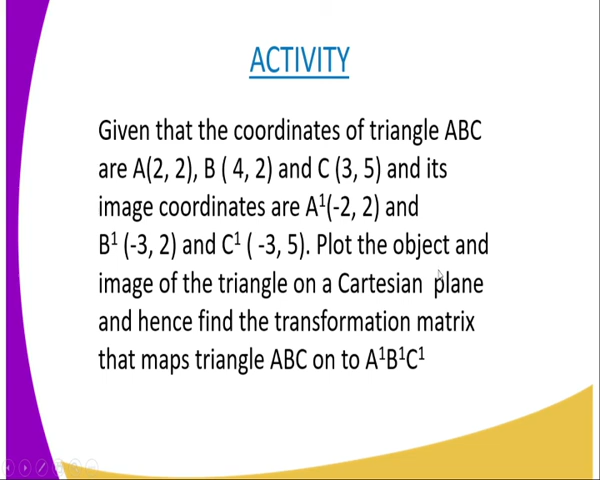 ACTIVITY
Given that the coordinates of triangle ABC
are A(2, 2), B ( 4, 2) and C (3, 5) and its
image coordinates are A¹(-2, 2) and
B¹ (-3, 2) and C¹ ( -3, 5). Plot the object and
image of the triangle on a Cartesian  plane
and hence find the transformation matrix
that maps triangle ABC on to A¹B¹C¹